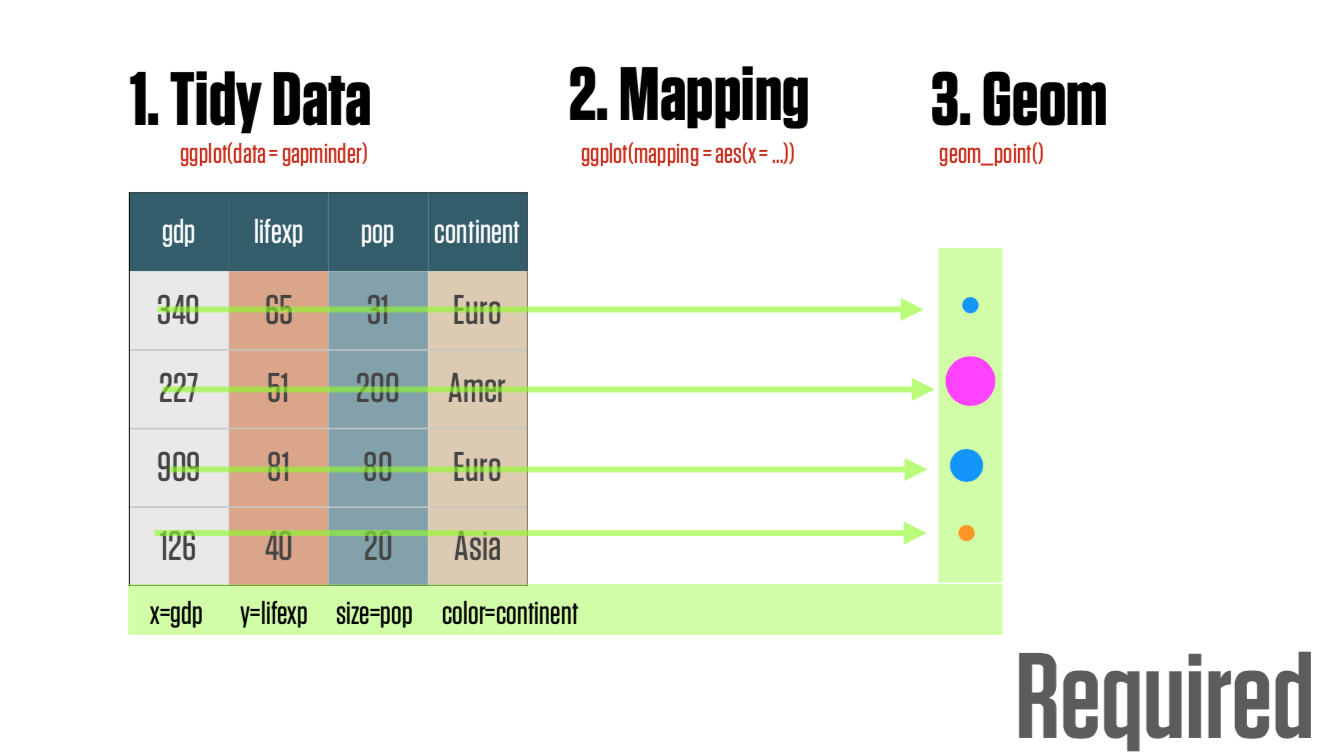 1. Tidy Data
ggplot(data = gapminder)
2. Mapping
ggplot(mapping = aes(x = ...))
3. Geom
geom_point()
gdp lifexp pop continent
340 65 31 Euro
227 51 200 Amer
909 81 80 Euro
126 40 20 Asia
x=gdp y=lifexp size=pop color=continent
Required